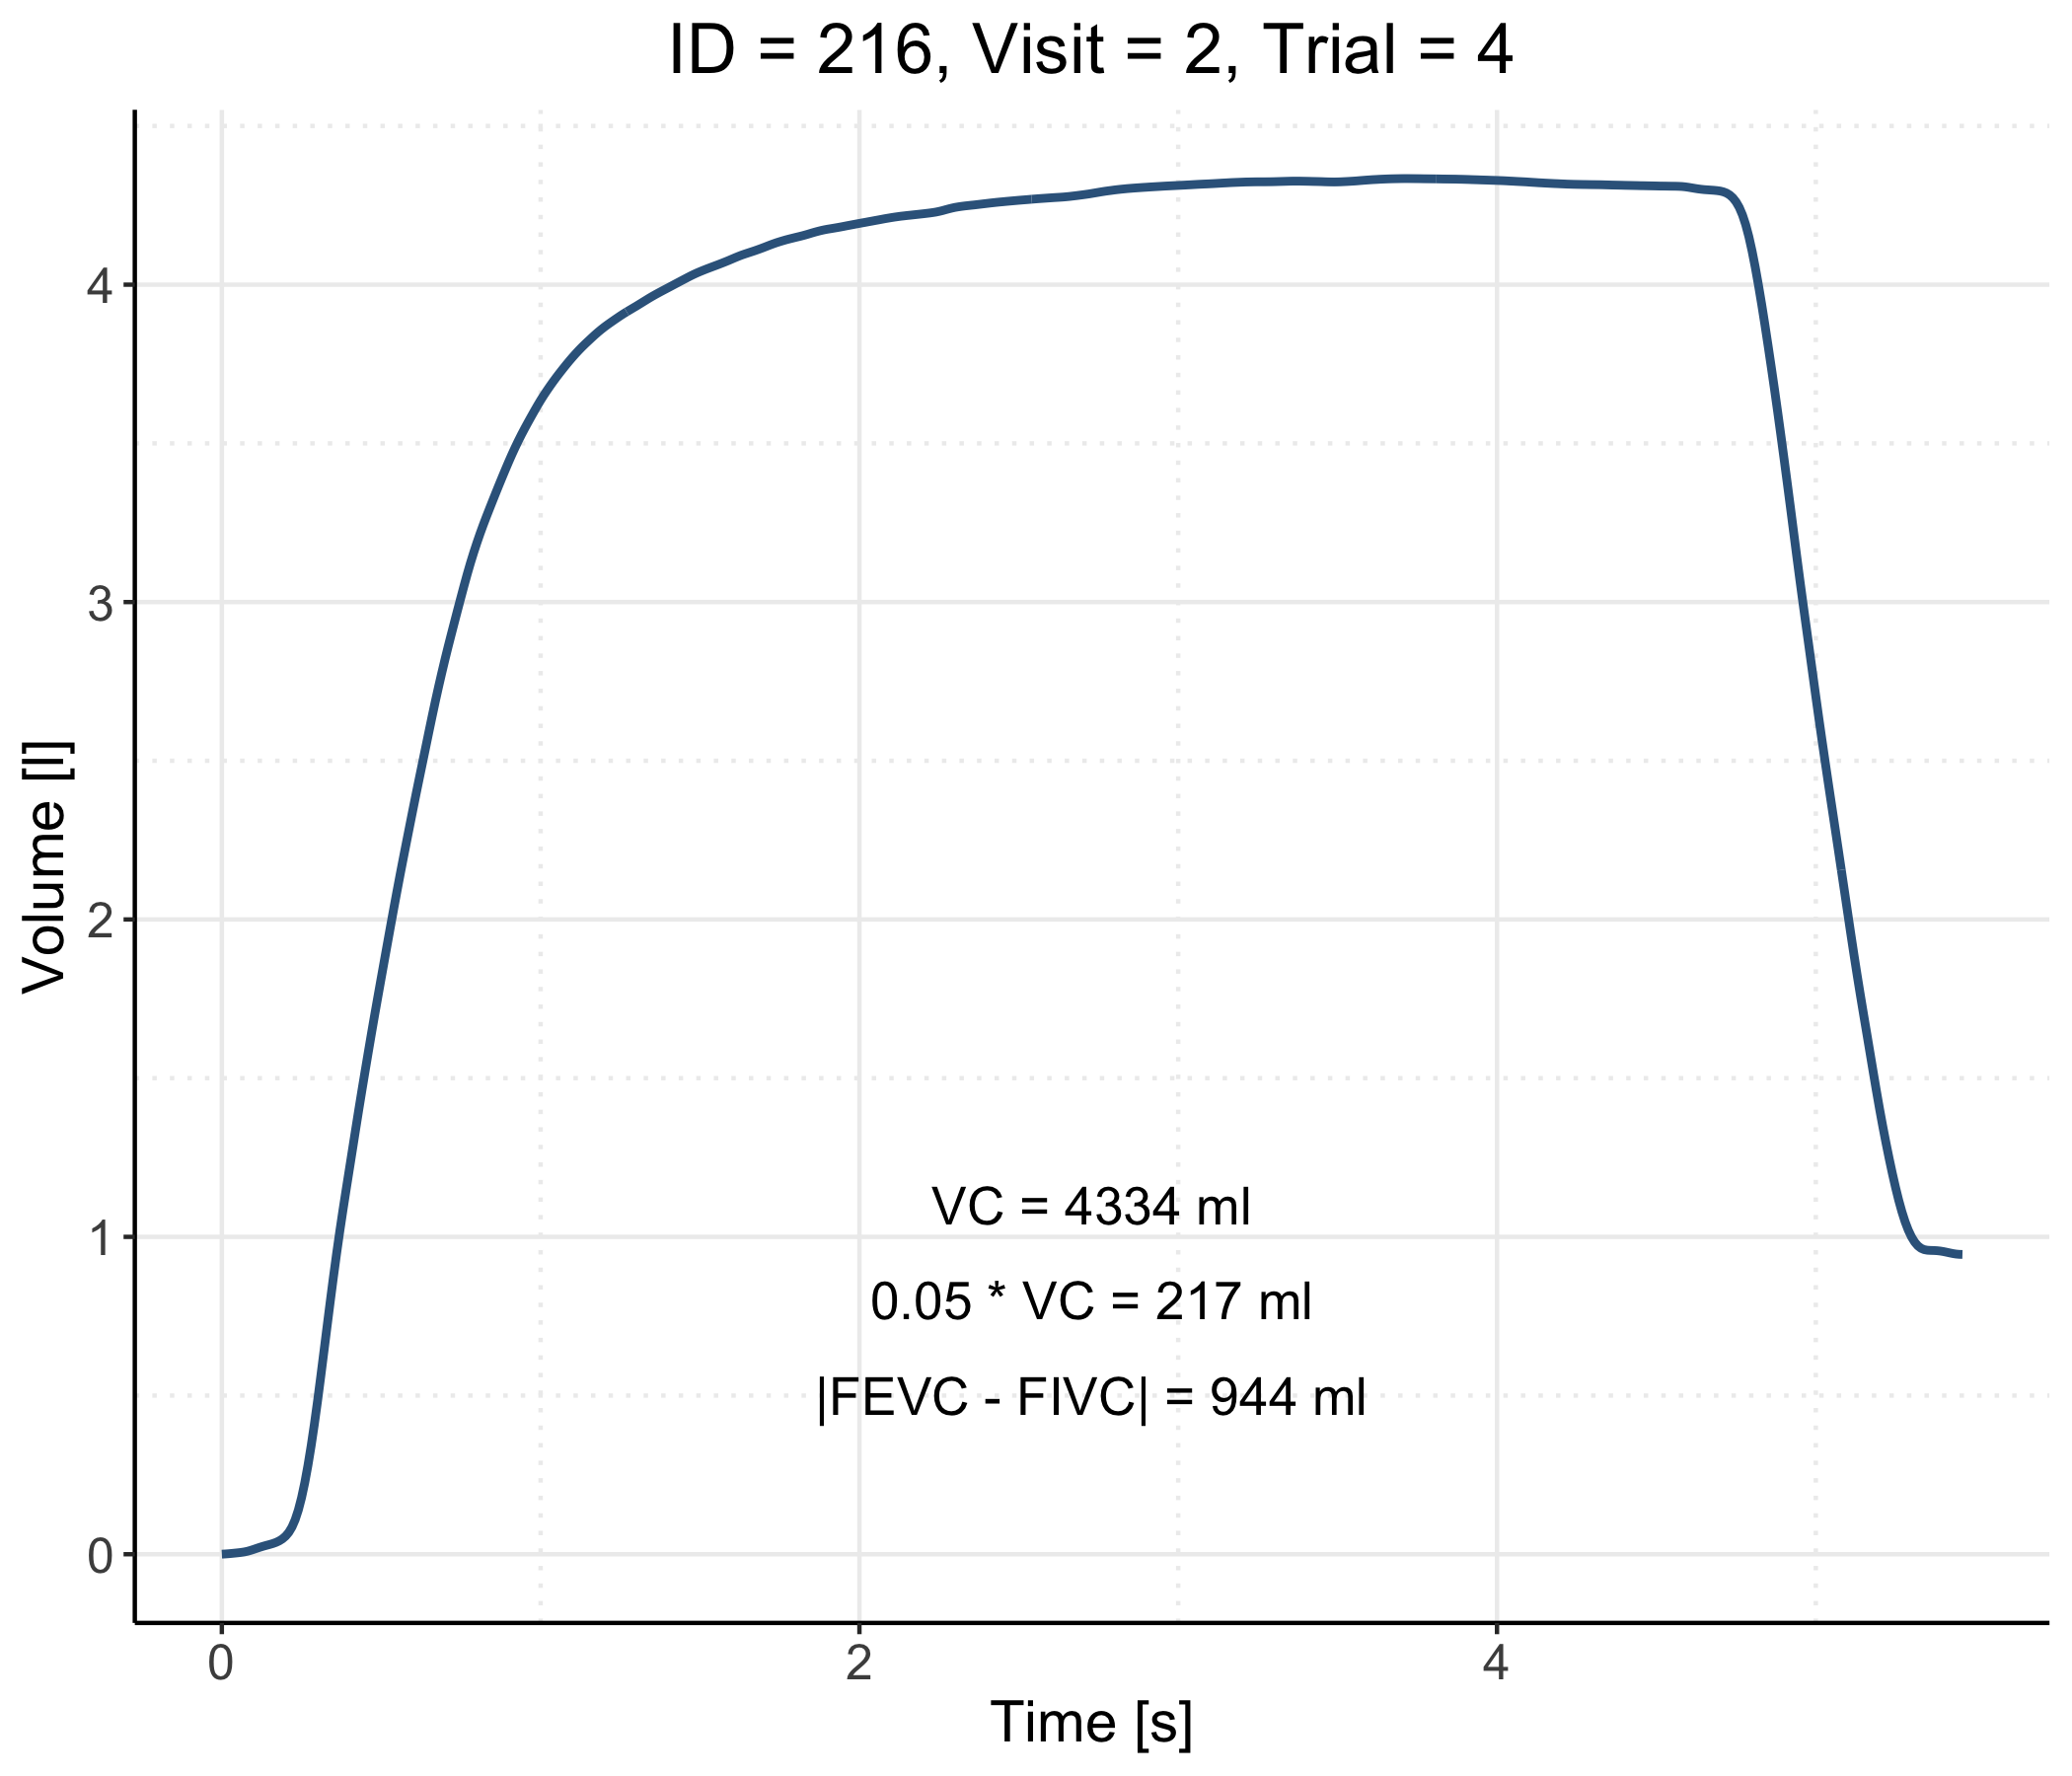 ID = 216, Visit = 2, Trial = 4
Volume [l]
4
3
2
1
0
VC = 4334 ml
0.05 * VC = 217 ml
|FEVC - FIVC| = 944 ml
0
2
4
Time [s]